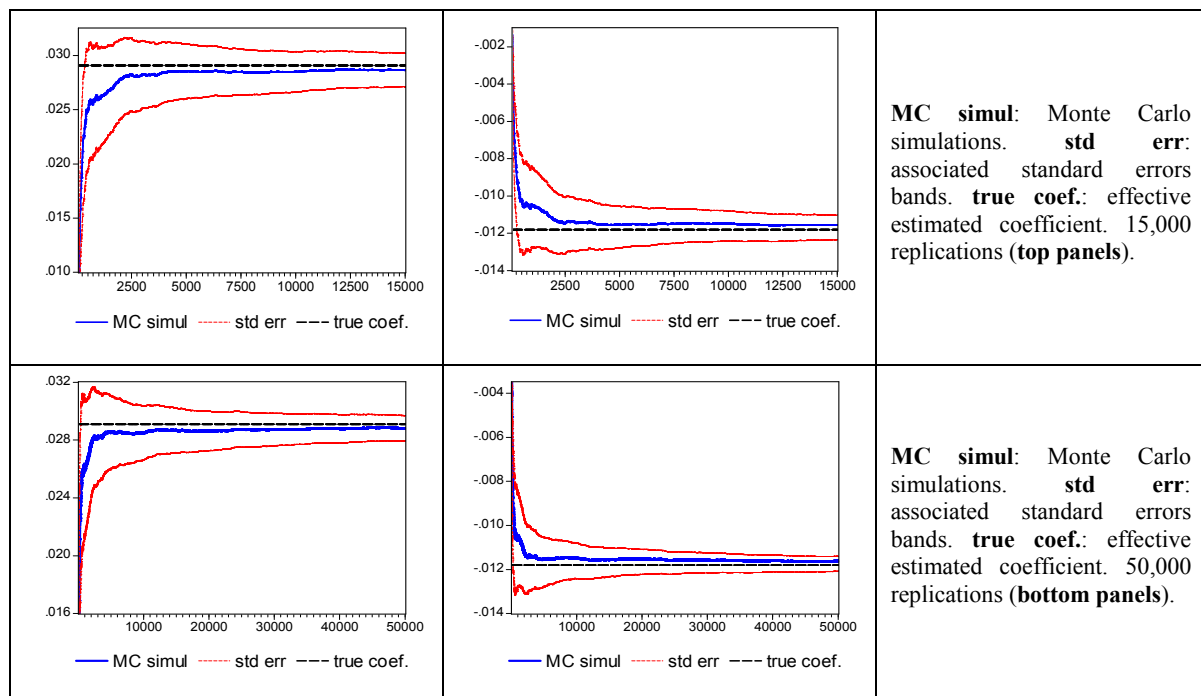 .030
.025
.020
.015
.010
2500 5000 7500 10000 12500 15000
MC simul std err true coef.
-.002
-.004
-.006
-.008
-.010
-.012
-.014
2500 5000 7500 10000 12500 15000
MC simul std err true coef.
MC simul: Monte Carlo
simulations. std err:
associated standard errors
bands. true coef.: effective
estimated coefficient. 15,000
replications (top panels).
.032
.028
.024
.020
.016
10000 20000 30000 40000 50000
MC simul std err true coef.
-.004
-.006
-.008
-.010
-.012
-.014
10000 20000 30000 40000 50000
MC simul std err true coef.
MC simul: Monte Carlo
simulations. std err:
associated standard errors
bands. true coef.: effective
estimated coefficient. 50,000
replications (bottom panels).